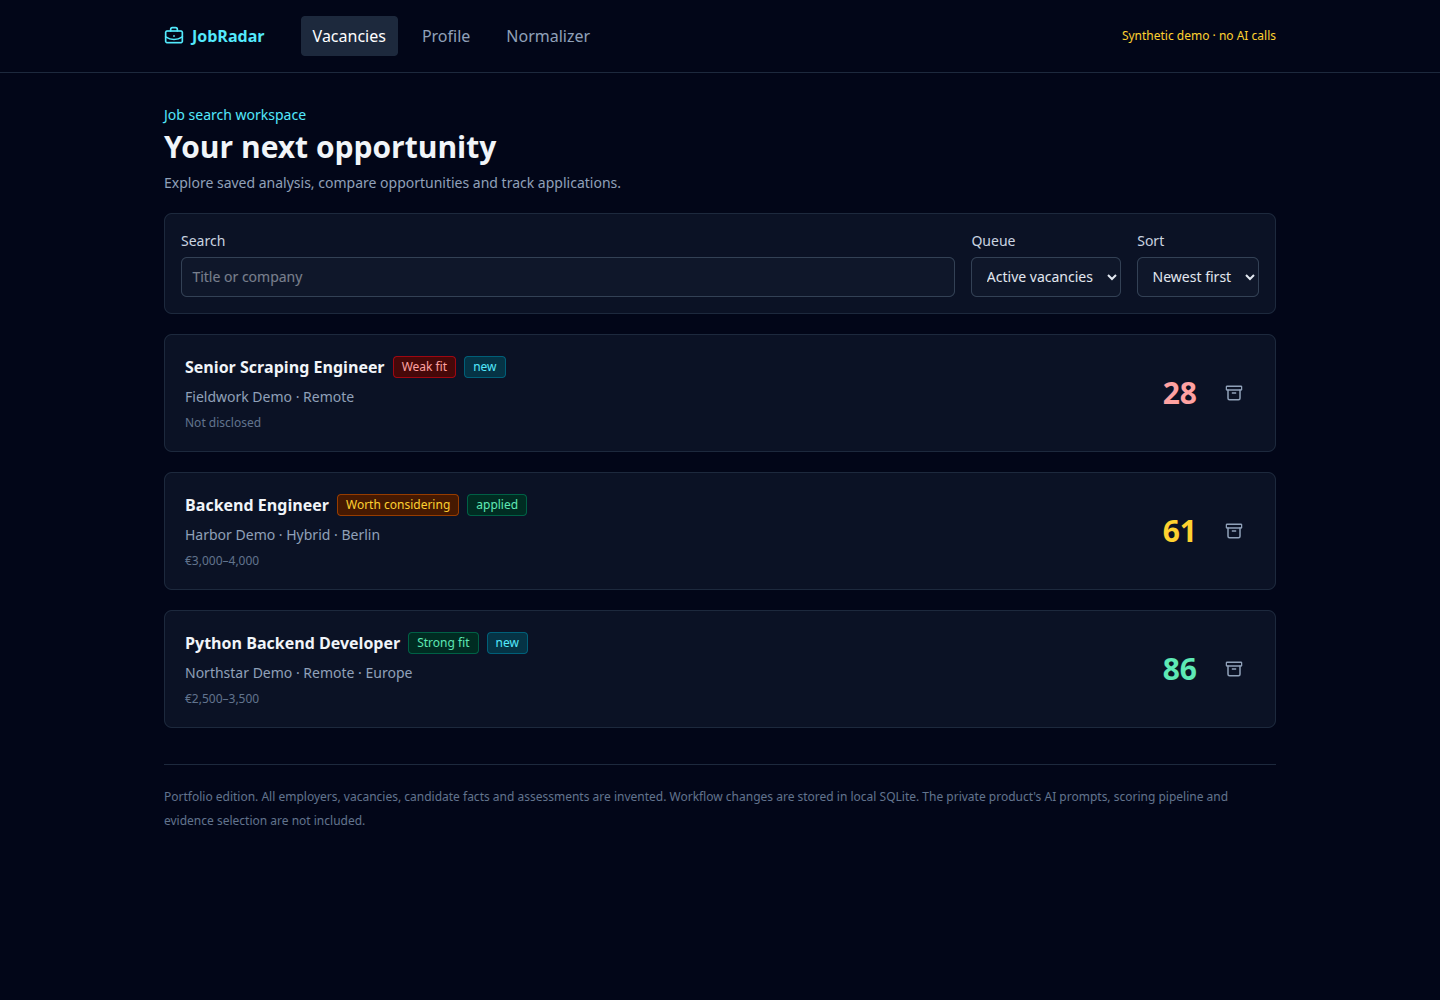 JobRadar
Vacancies
Profile
Normalizer
Synthetic demo · no AI calls
Job search workspace
Your next opportunity
Explore saved analysis, compare opportunities and track applications.
Search
Queue
Sort
Title or company
Active vacancies
Newest first
Senior Scraping Engineer Weak fit new
Fieldwork Demo · Remote
Not disclosed
28
Backend Engineer Worth considering applied
Harbor Demo · Hybrid · Berlin
€3,000–4,000
61
Python Backend Developer Strong fit new
Northstar Demo · Remote · Europe
€2,500–3,500
86
Portfolio edition. All employers, vacancies, candidate facts and assessments are invented. Workflow changes are stored in local SQLite. The private product's AI prompts, scoring pipeline and
evidence selection are not included.